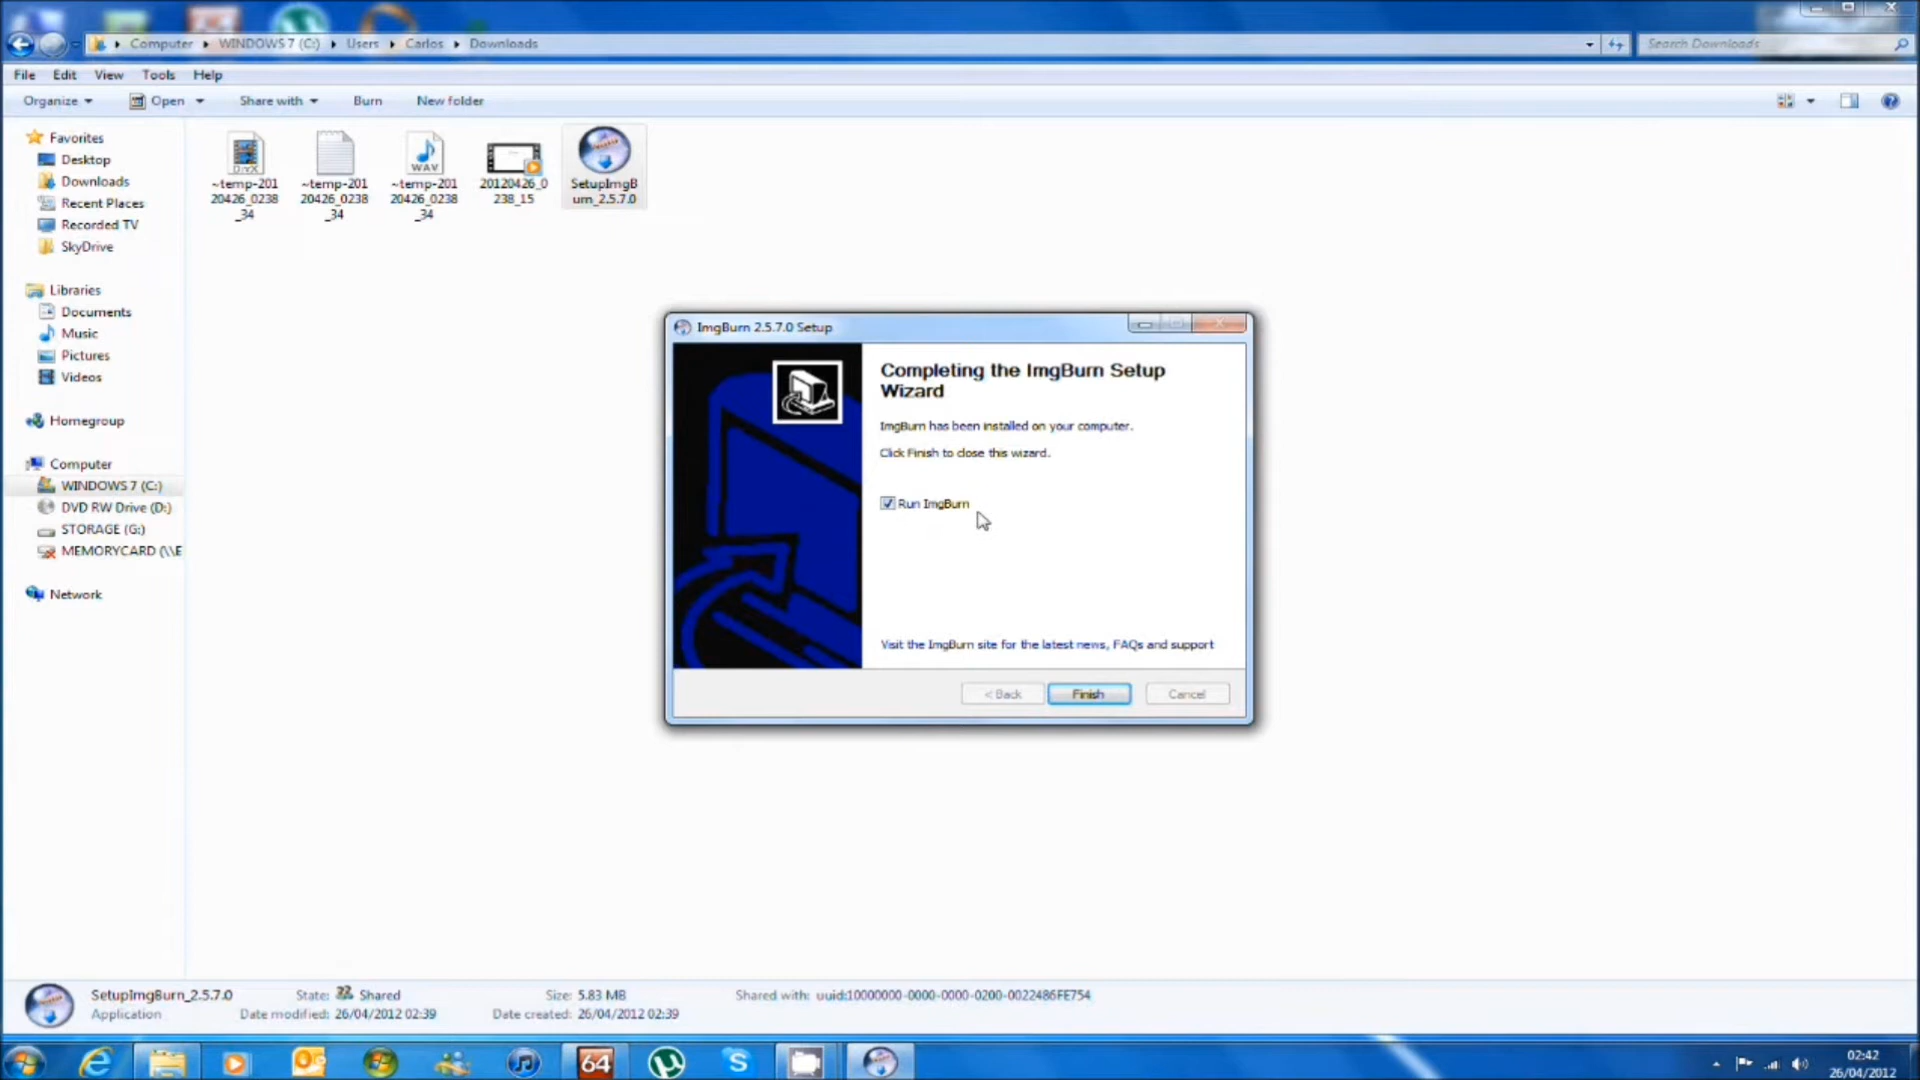 Computer ▸ WINDOWS 7 (C:) ▸ Users ▸ Carlos ▸ Downloads
Search Downloads
File Edit View Tools Help
Organize Open Share with Burn New folder
Favorites
Desktop
Downloads
Recent Places
Recorded TV
SkyDrive
Libraries
Documents
Music
Pictures
Videos
Homegroup
Computer
WINDOWS 7 (C:)
DVD RW Drive (D:)
STORAGE (G:)
MEMORYCARD (\\E
Network
DivX
~temp-201
20426_0238
_34
~temp-201
20426_0238
_34
WAV
~temp-201
20426_0238
_34
20120426_0
238_15
SetupImgB
urn_2.5.7.0
ImgBurn 2.5.7.0 Setup
Completing the ImgBurn Setup
Wizard
ImgBurn has been installed on your computer.
Click Finish to close this wizard.
Run ImgBurn
Visit the ImgBurn site for the latest news, FAQs and support
< Back Finish Cancel
SetupImgBurn_2.5.7.0 State: Shared Size: 5.83 MB Shared with: uuid:10000000-0000-0000-0200-0022486FE754
Application Date modified: 26/04/2012 02:39 Date created: 26/04/2012 02:39
64
02:42
26/04/2012